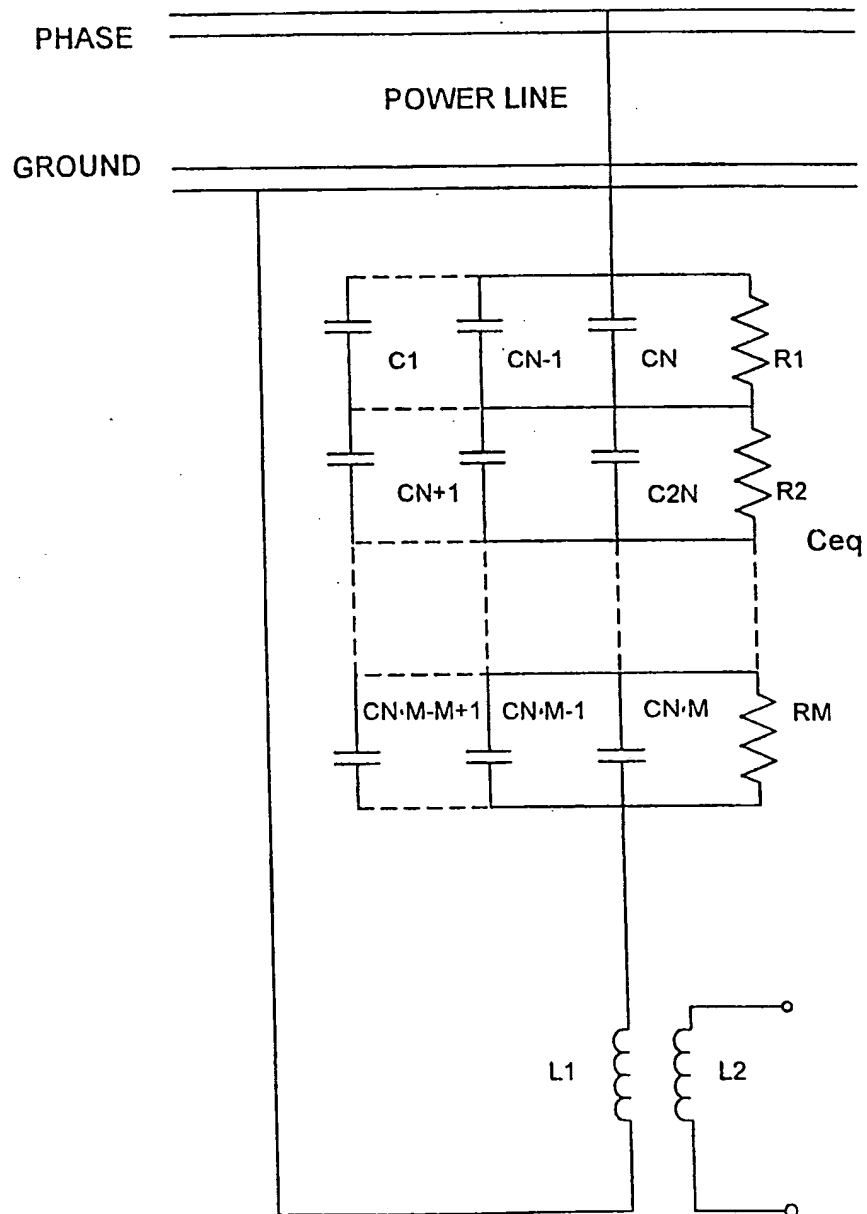 PHASE
POWER LINE
GROUND
C1 CN-1 CN R1
CN+1 C2N R2
Ceq
CN·M-M+1 CN·M-1 CN·M RM
L1 L2